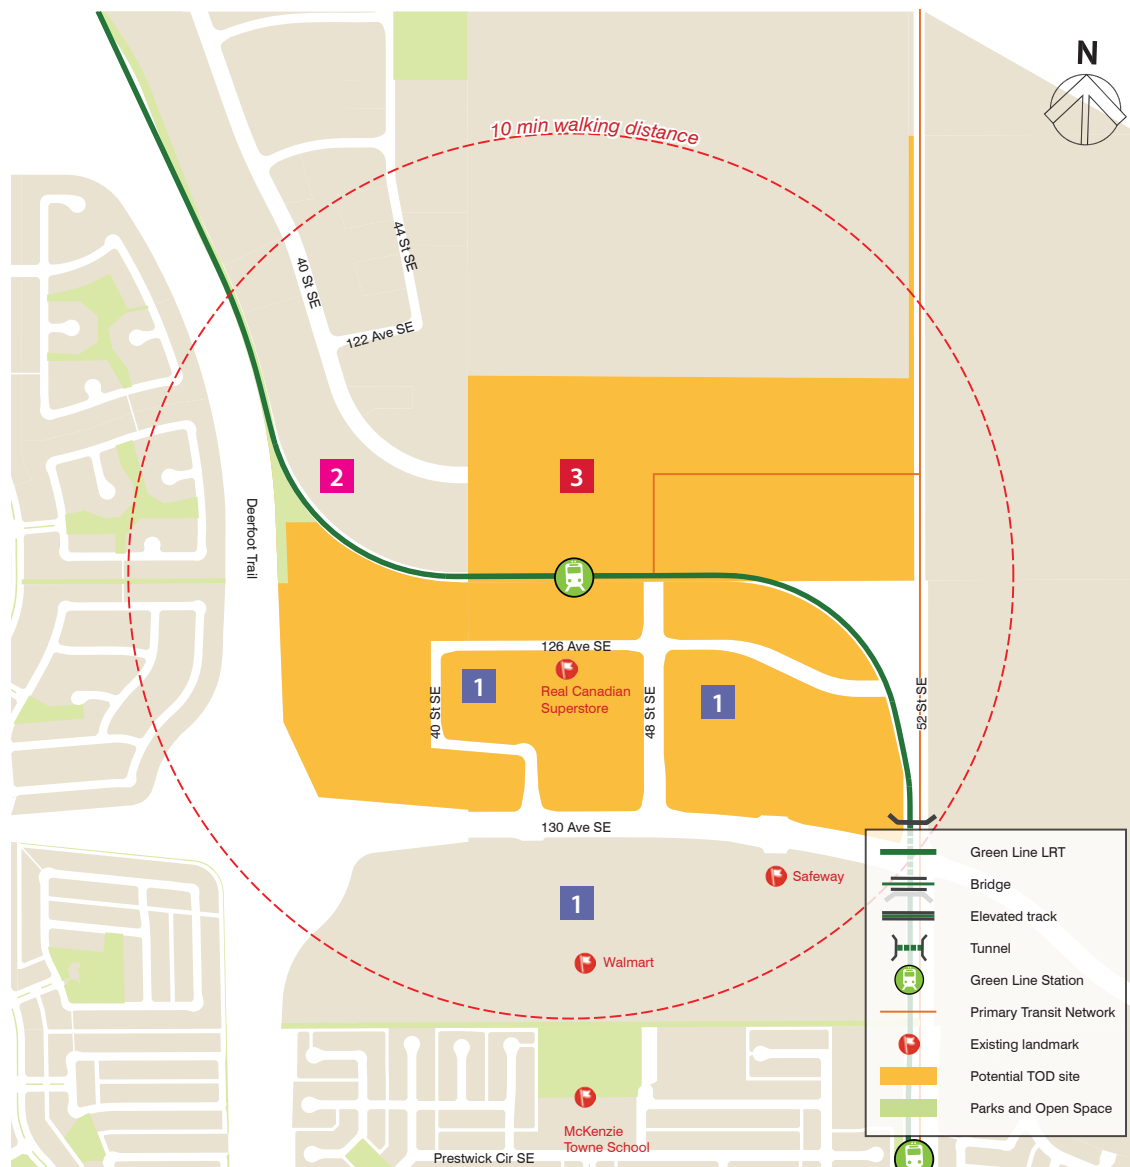 N
10 min walking distance
44 St SE
40 St SE
122 Ave SE
2
3
Deerfoot Trail
126 Ave SE
1
Real Canadian
Superstore
40 St SE
48 St SE
1
52 St SE
130 Ave SE
Safeway
1
Walmart
McKenzie
Towne School
Prestwick Cir SE
Green Line LRT
Bridge
Elevated track
Tunnel
Green Line Station
Primary Transit Network
Existing landmark
Potential TOD site
Parks and Open Space